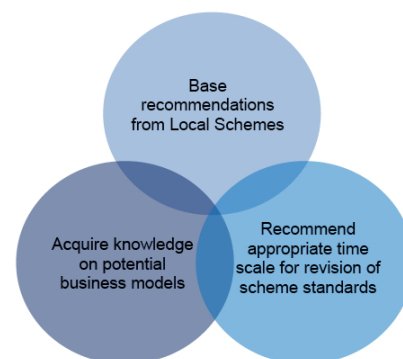 Base
recommendations
from Local Schemes
Acquire knowledge
on potential
business models
Recommend
appropriate time
scale for revision of
scheme standards